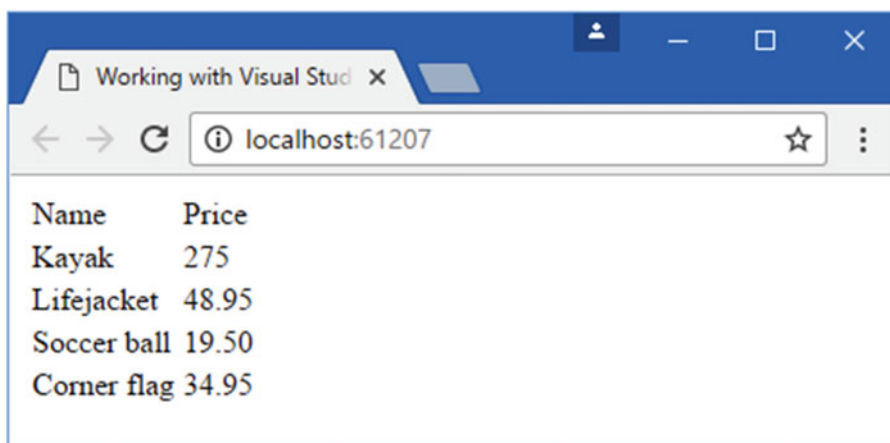 Working with Visual Stud
localhost:61207
Name Price
Kayak 275
Lifejacket 48.95
Soccer ball 19.50
Corner flag 34.95